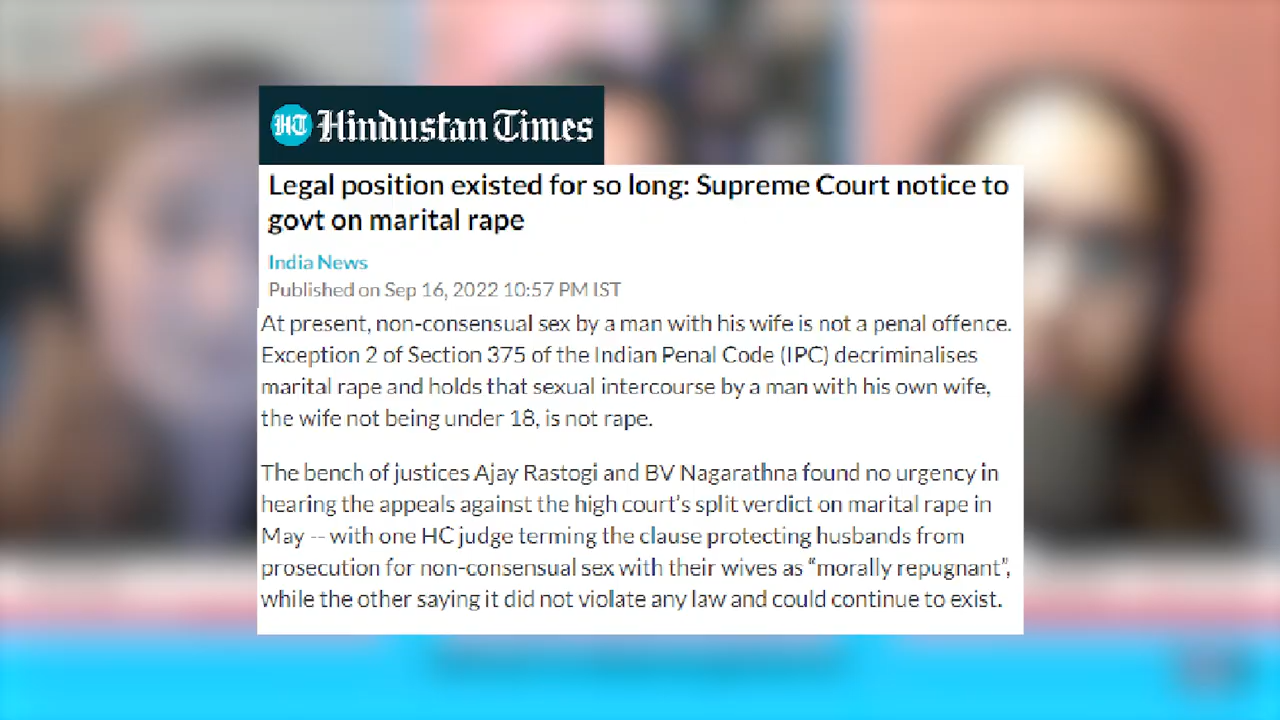 HT Hindustan Times
Legal position existed for so long: Supreme Court notice to
govt on marital rape
India News
Published on Sep 16, 2022 10:57 PM IST
At present, non-consensual sex by a man with his wife is not a penal offence.
Exception 2 of Section 375 of the Indian Penal Code (IPC) decriminalises
marital rape and holds that sexual intercourse by a man with his own wife,
the wife not being under 18, is not rape.
The bench of justices Ajay Rastogi and BV Nagarathna found no urgency in
hearing the appeals against the high court's split verdict on marital rape in
May -- with one HC judge terming the clause protecting husbands from
prosecution for non-consensual sex with their wives as “morally repugnant”,
while the other saying it did not violate any law and could continue to exist.